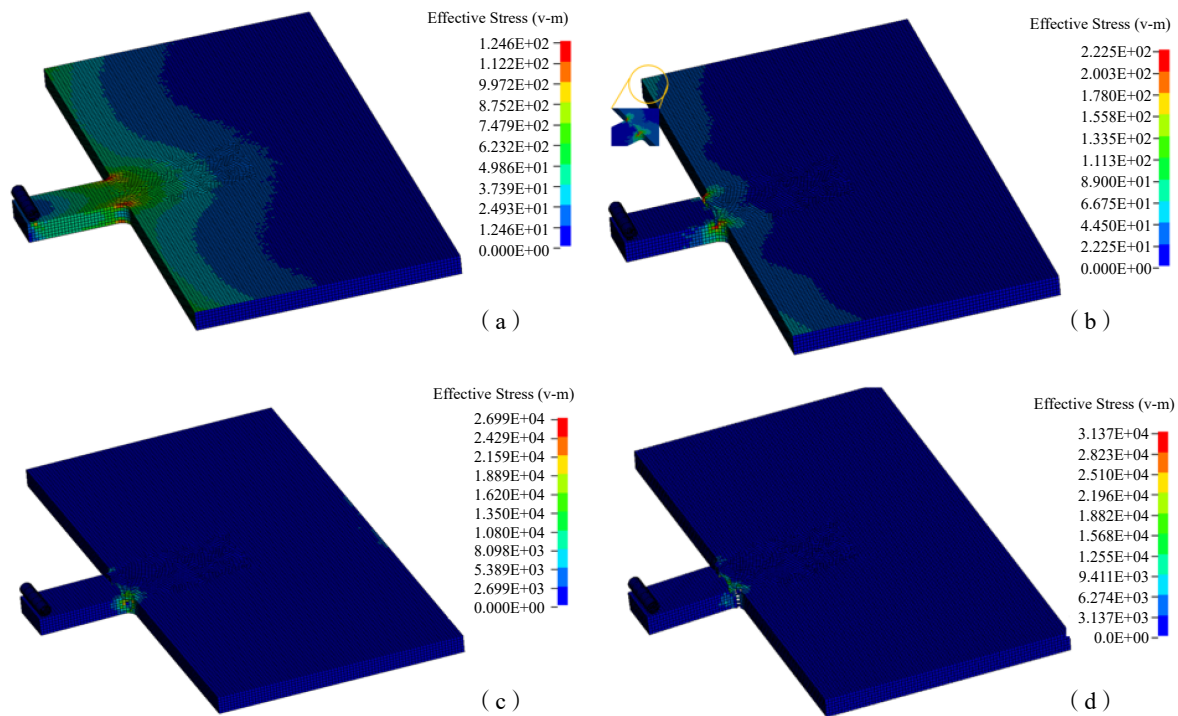 Effective Stress (v-m)
1.246E+02
1.122E+02
9.972E+02
8.752E+02
7.479E+02
6.232E+02
4.986E+01
3.739E+01
2.493E+01
1.246E+01
0.000E+00
(a)
Effective Stress (v-m)
2.225E+02
2.003E+02
1.780E+02
1.558E+02
1.335E+02
1.113E+02
8.900E+01
6.675E+01
4.450E+01
2.225E+01
0.000E+00
(b)
Effective Stress (v-m)
2.699E+04
2.429E+04
2.159E+04
1.889E+04
1.620E+04
1.350E+04
1.080E+04
8.098E+03
5.389E+03
2.699E+03
0.000E+00
(c)
Effective Stress (v-m)
3.137E+04
2.823E+04
2.510E+04
2.196E+04
1.882E+04
1.568E+04
1.255E+04
9.411E+03
6.274E+03
3.137E+03
0.0E+00
(d)